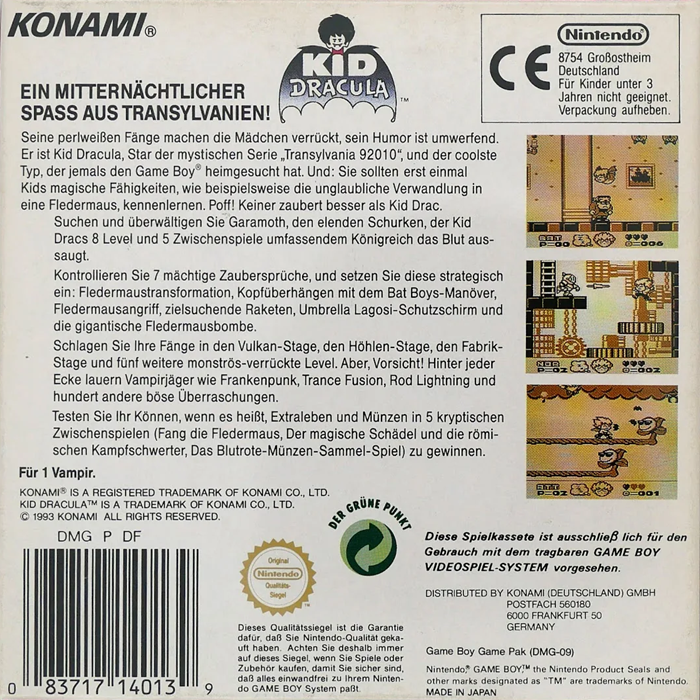 KONAMI®
KID
DRACULA™
Nintendo®
CE
8754 Großostheim
Deutschland
Für Kinder unter 3
Jahren nicht geeignet.
Verpackung aufheben.
EIN MITTERNÄCHTLICHER
SPASS AUS TRANSYLVANIEN!
Seine perlweißen Fänge machen die Mädchen verrückt, sein Humor ist umwerfend.
Er ist Kid Dracula, Star der mystischen Serie „Transylvania 92010“, und der coolste
Typ, der jemals den Game Boy® heimgesucht hat. Und: Sie sollten erst einmal
Kids magische Fähigkeiten, wie beispielsweise die unglaubliche Verwandlung in
eine Fledermaus, kennenlernen. Poff! Keiner zaubert besser als Kid Drac.
Suchen und überwältigen Sie Garamoth, den elenden Schurken, der Kid
Dracs 8 Level und 5 Zwischenspiele umfassendem Königreich das Blut aus-
saugt.
Kontrollieren Sie 7 mächtige Zaubersprüche, und setzen Sie diese strategisch
ein: Fledermaustransformation, Kopfüberhängen mit dem Bat Boys-Manöver,
Fledermausangriff, zielsuchende Raketen, Umbrella Lagosi-Schutzschirm und
die gigantische Fledermausbombe.
Schlagen Sie Ihre Fänge in den Vulkan-Stage, den Höhlen-Stage, den Fabrik-
Stage und fünf weitere monströs-verrückte Level. Aber, Vorsicht! Hinter jeder
Ecke lauern Vampirjäger wie Frankenpunk, Trance Fusion, Rod Lightning und
hundert andere böse Überraschungen.
Testen Sie Ihr Können, wenn es heißt, Extraleben und Münzen in 5 kryptischen
Zwischenspielen (Fang die Fledermaus, Der magische Schädel und die römi-
schen Kampfschwerter, Das Blutrote-Münzen-Sammel-Spiel) zu gewinnen.
Für 1 Vampir.
KONAMI® IS A REGISTERED TRADEMARK OF KONAMI CO., LTD.
KID DRACULA™ IS A TRADEMARK OF KONAMI CO., LTD.
© 1993 KONAMI ALL RIGHTS RESERVED.
DMG P DF
0 83717 14013 9
DER GRÜNE PUNKT
Original
Nintendo
Qualitäts-
Siegel
™
Dieses Qualitätssiegel ist die Garantie
dafür, daß Sie Nintendo-Qualität gekau-
ft haben. Achten Sie deshalb immer
auf dieses Siegel, wenn Sie Spiele oder
Zubehör kaufen, damit Sie sicher sind,
daß alles einwandfrei zu Ihrem Ninten-
do GAME BOY System paßt.
Diese Spielkassette ist ausschließ lich für den
Gebrauch mit dem tragbaren GAME BOY
VIDEOSPIEL-SYSTEM vorgesehen.
DISTRIBUTED BY KONAMI (DEUTSCHLAND) GMBH
POSTFACH 560180
6000 FRANKFURT 50
GERMANY
Game Boy Game Pak (DMG-09)
Nintendo,® GAME BOY,™ the Nintendo Product Seals and
other marks designated as "TM" are trademarks of Nintendo.
MADE IN JAPAN